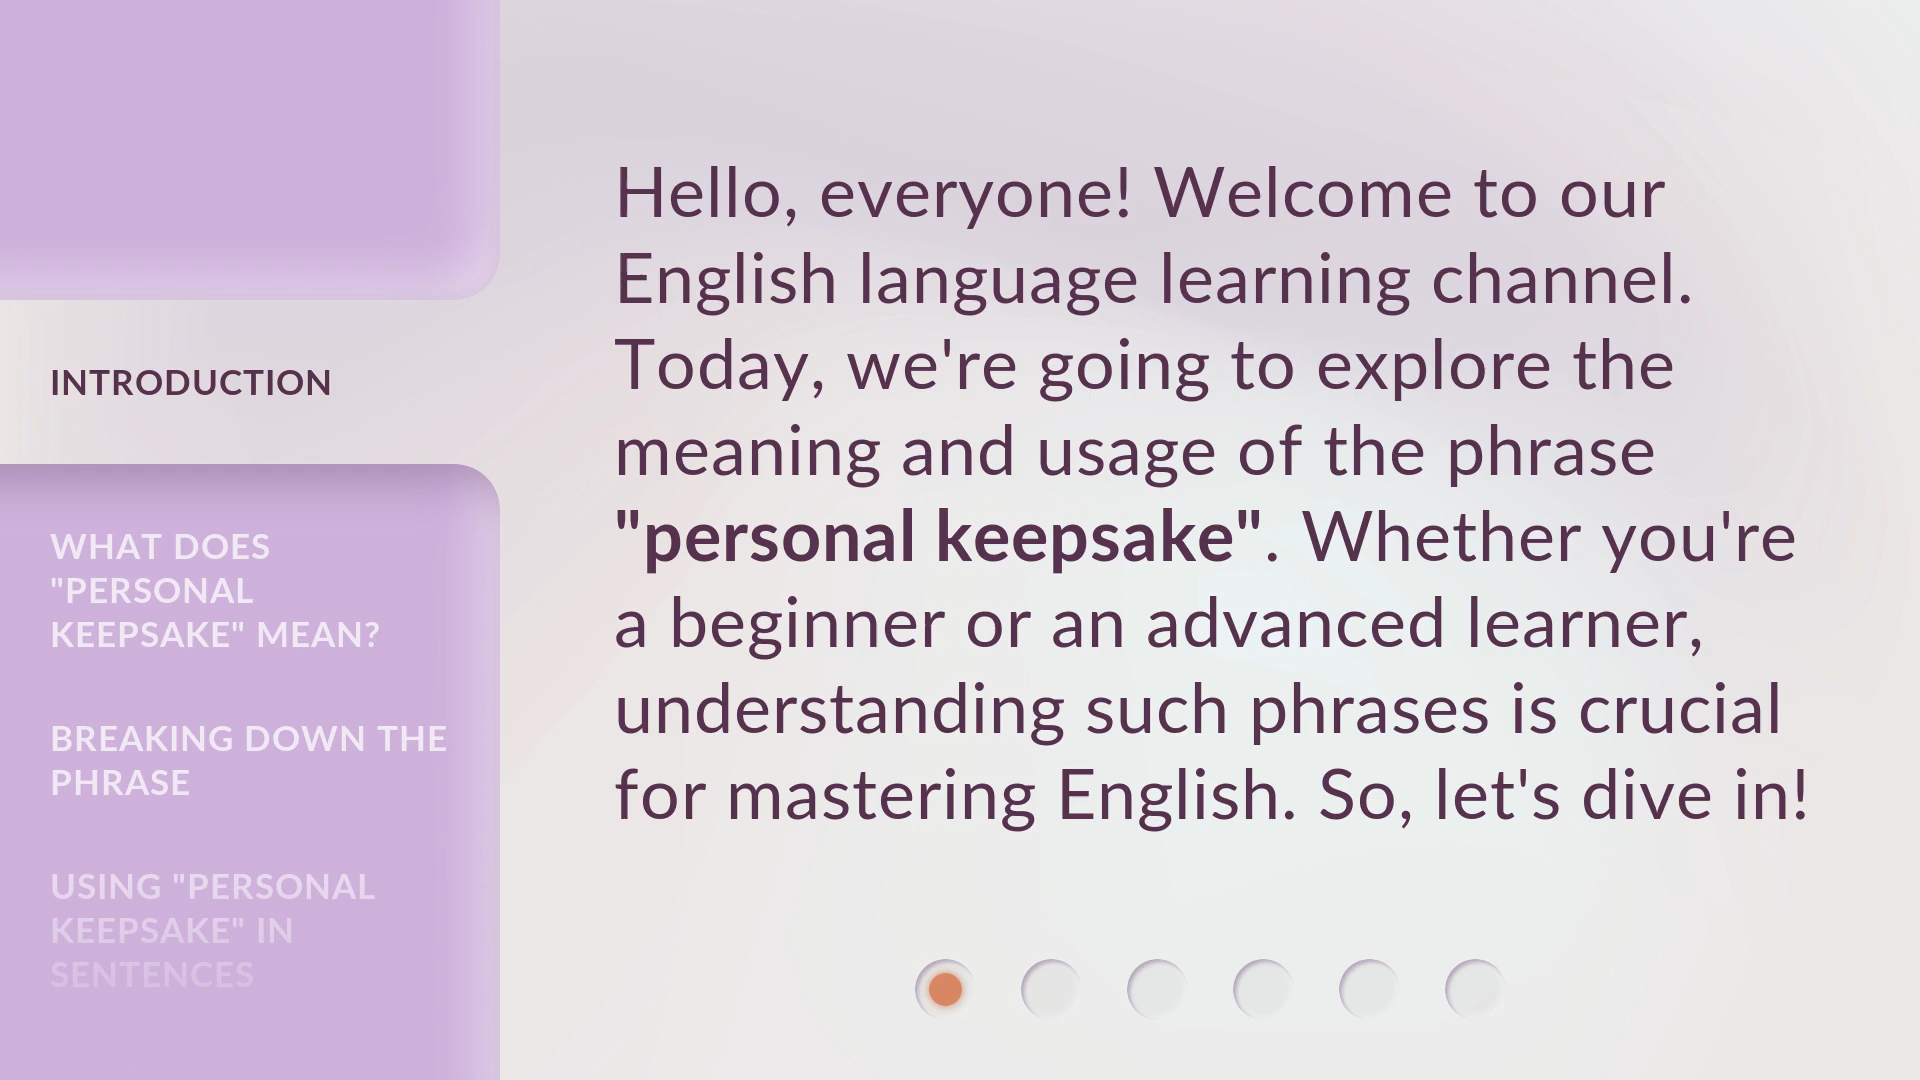 INTRODUCTION
WHAT DOES
"PERSONAL
KEEPSAKE" MEAN?
BREAKING DOWN THE
PHRASE
USING "PERSONAL
KEEPSAKE" IN
SENTENCES
Hello, everyone! Welcome to our
English language learning channel.
Today, we're going to explore the
meaning and usage of the phrase
"personal keepsake". Whether you're
a beginner or an advanced learner,
understanding such phrases is crucial
for mastering English. So, let's dive in!